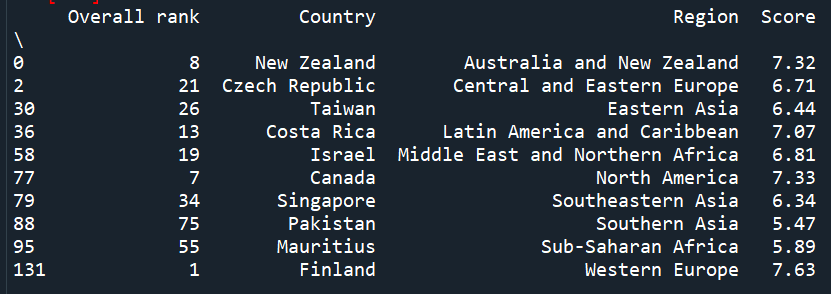 Overall rank Country Region Score
\
0 8 New Zealand Australia and New Zealand 7.32
2 21 Czech Republic Central and Eastern Europe 6.71
30 26 Taiwan Eastern Asia 6.44
36 13 Costa Rica Latin America and Caribbean 7.07
58 19 Israel Middle East and Northern Africa 6.81
77 7 Canada North America 7.33
79 34 Singapore Southeastern Asia 6.34
88 75 Pakistan Southern Asia 5.47
95 55 Mauritius Sub-Saharan Africa 5.89
131 1 Finland Western Europe 7.63